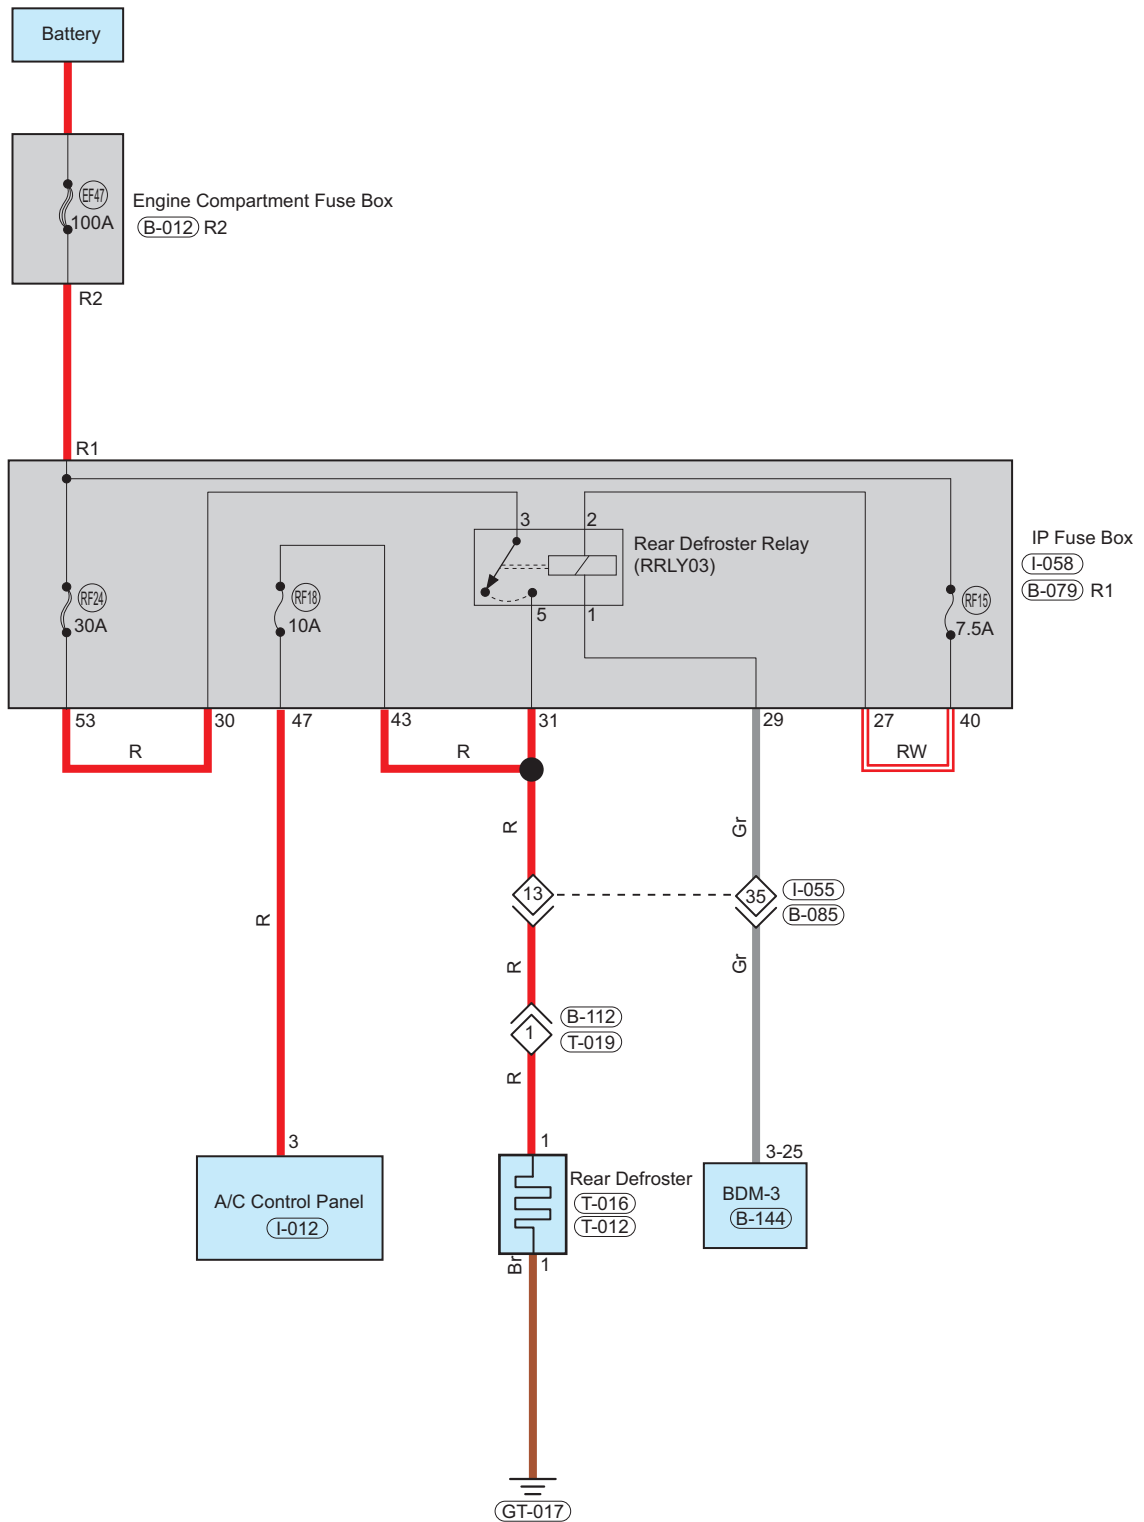 Battery
EF47
100A
Engine Compartment Fuse Box
B-012 R2
R2
R1
3
2
Rear Defroster Relay
(RRLY03)
IP Fuse Box
I-058
B-079 R1
RF24
30A
RF18
10A
5
1
RF15
7.5A
53
30
47
43
31
29
27
40
R
R
RW
R
Gr
13
35
I-055
B-085
R
R
Gr
1
B-112
T-019
R
3
1
3-25
A/C Control Panel
I-012
Rear Defroster
T-016
T-012
BDM-3
B-144
Br
1
GT-017